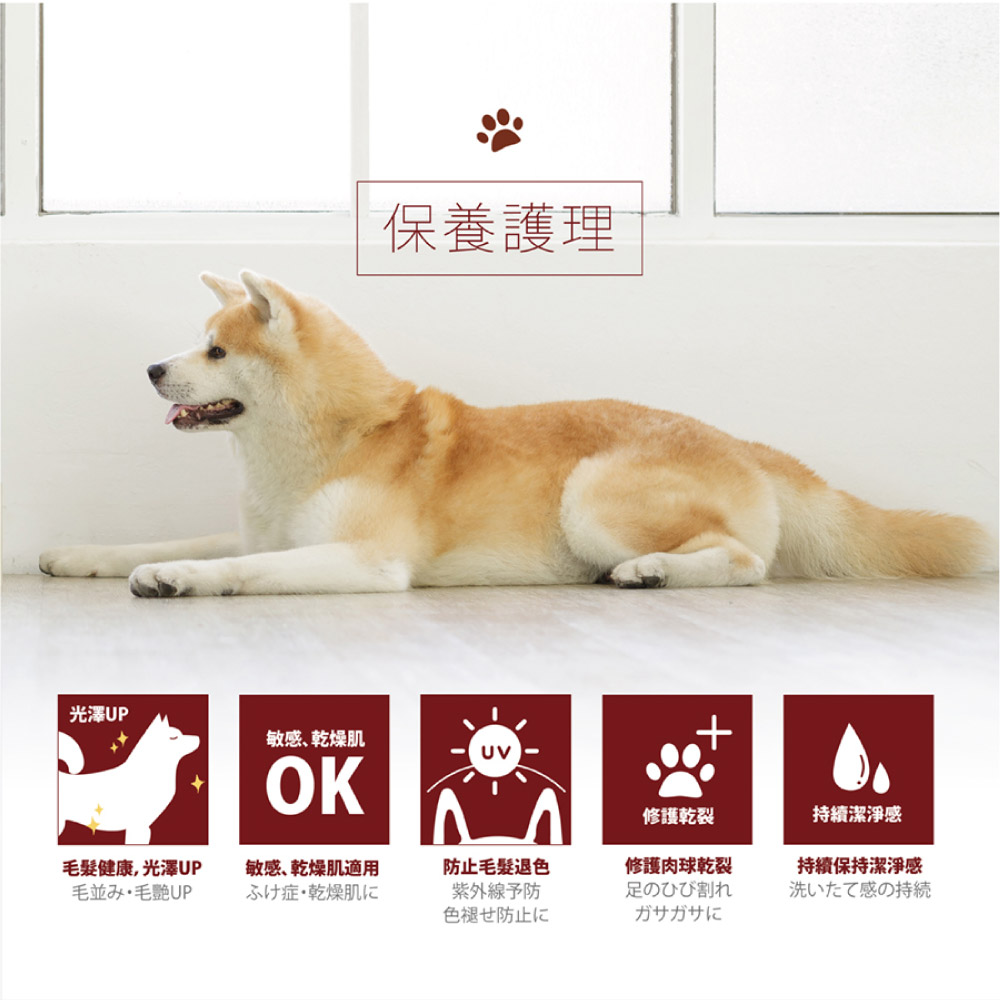 保養護理
光澤UP
敏感、乾燥肌
OK
UV
修護乾裂
持續潔淨感
毛髮健康,光澤UP
毛並み・毛艷UP
敏感、乾燥肌適用
ふけ症・乾燥肌に
防止毛髮退色
紫外線予防
色褪せ防止に
修護肉球乾裂
足のひび割れ
ガサガサに
持續保持潔淨感
洗いたて感の持続